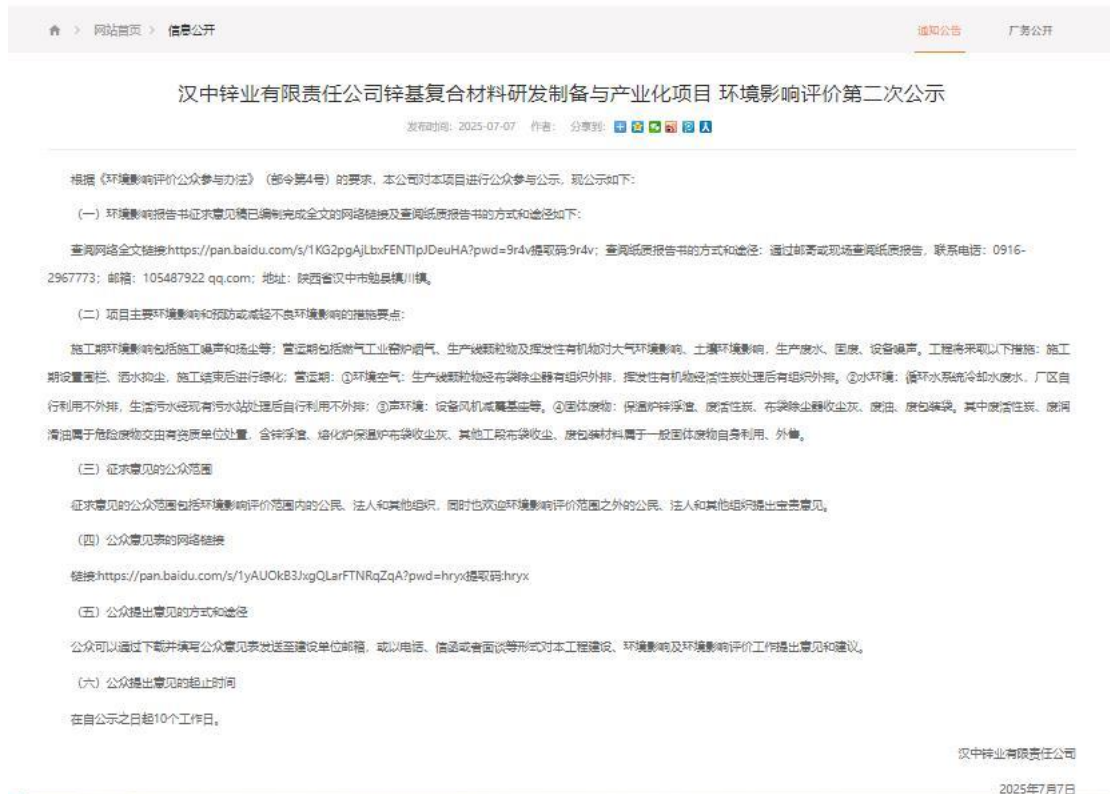 网站首页 > 信息公开 通知公告 厂务公开
汉中锌业有限责任公司锌基复合材料研发制备与产业化项目 环境影响评价第二次公示
发布时间: 2025-07-07 作者: 分享到:
根据《环境影响评价公众参与办法》（部令第4号）的要求，本公司对本项目进行公众参与公示，现公示如下：
（一）环境影响报告书征求意见稿已编制完成全文的网络链接及查阅纸质报告书的方式和途径如下：
查阅网络全文链接:https://pan.baidu.com/s/1KG2pgAjLbxFENTIpJDeuHA?pwd=9r4v提取码:9r4v；查阅纸质报告书的方式和途径：通过邮寄或现场查阅纸质报告，联系电话：0916-
2967773；邮箱：105487922 qq.com；地址：陕西省汉中市勉县镇川镇。
（二）项目主要环境影响和预防或减轻不良环境影响的措施要点：
施工期环境影响包括施工噪声和扬尘等；营运期包括燃气工业窑炉烟气、生产线颗粒物及挥发性有机物对大气环境影响、土壤环境影响，生产废水、固废、设备噪声。工程将采取以下措施：施工
期设置围栏、洒水抑尘，施工结束后进行绿化；营运期：①环境空气：生产线颗粒物经布袋除尘器有组织外排，挥发性有机物经活性炭处理后有组织外排。②水环境：循环水系统冷却水废水，厂区自
行利用不外排，生活污水经现有污水站处理后自行利用不外排；③声环境：设备风机减震基座等。④固体废物：保温炉锌浮渣、废活性炭、布袋除尘器收尘灰、废油、废包装袋。其中废活性炭、废润
滑油属于危险废物交由有资质单位处置，含锌浮渣、熔化炉保温炉布袋收尘灰、其他工段布袋收尘、废包装材料属于一般固体废物自身利用、外售。
（三）征求意见的公众范围
征求意见的公众范围包括环境影响评价范围内的公民、法人和其他组织，同时也欢迎环境影响评价范围之外的公民、法人和其他组织提出宝贵意见。
（四）公众意见表的网络链接
链接:https://pan.baidu.com/s/1yAUOkB3JxgQLarFTNRqZqA?pwd=hryx提取码:hryx
（五）公众提出意见的方式和途径
公众可以通过下载并填写公众意见表发送至建设单位邮箱，或以电话、信函或者面谈等形式对本工程建设、环境影响及环境影响评价工作提出意见和建议。
（六）公众提出意见的起止时间
在自公示之日起10个工作日。
汉中锌业有限责任公司
2025年7月7日